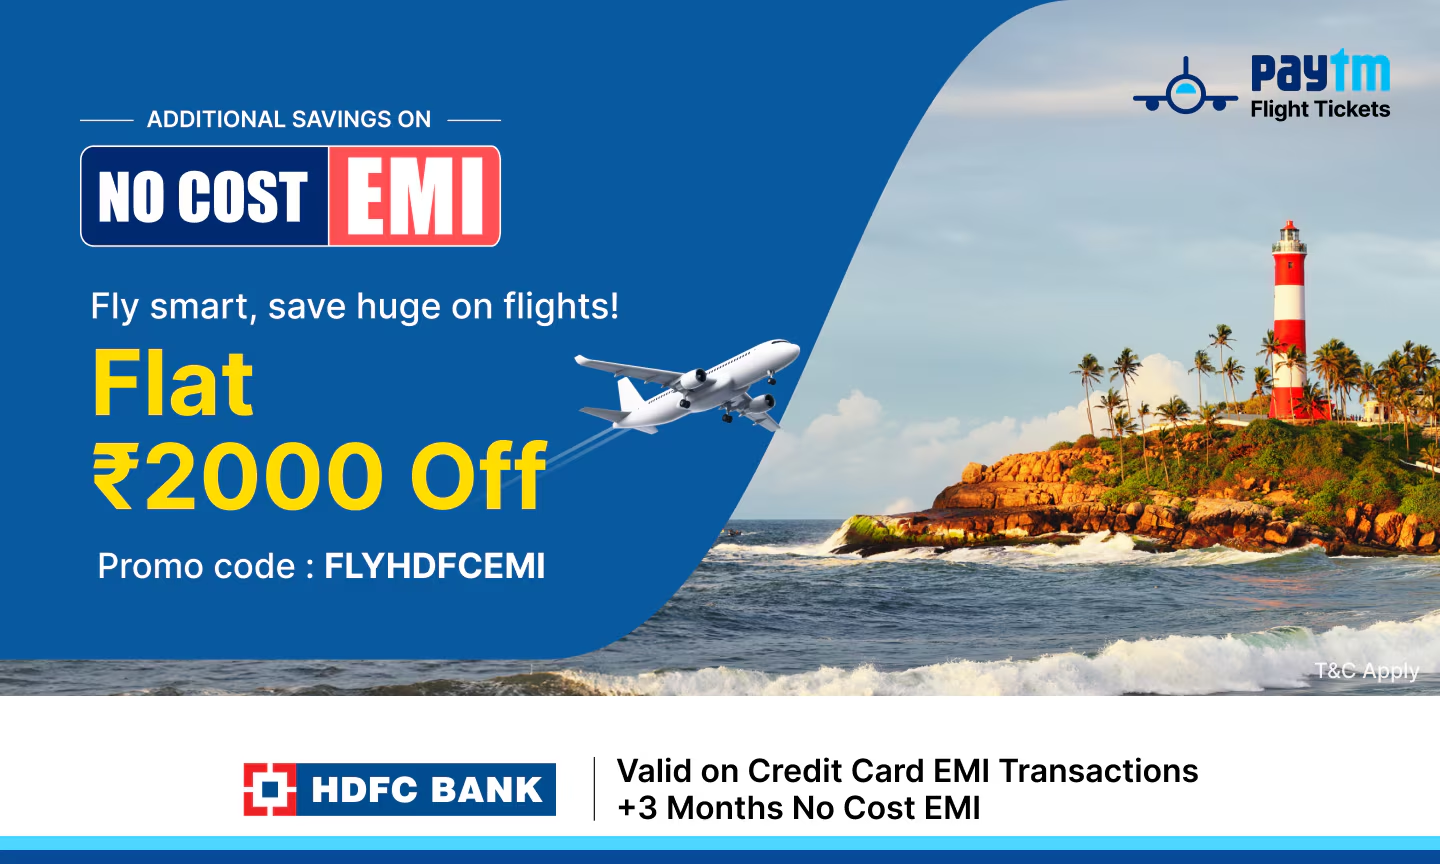 ADDITIONAL SAVINGS ON
NO COST EMI
Fly smart, save huge on flights!
Flat
₹2000 Off
Promo code : FLYHDFCEMI
paytm
Flight Tickets
T&C Apply
HDFC BANK
Valid on Credit Card EMI Transactions
+3 Months No Cost EMI